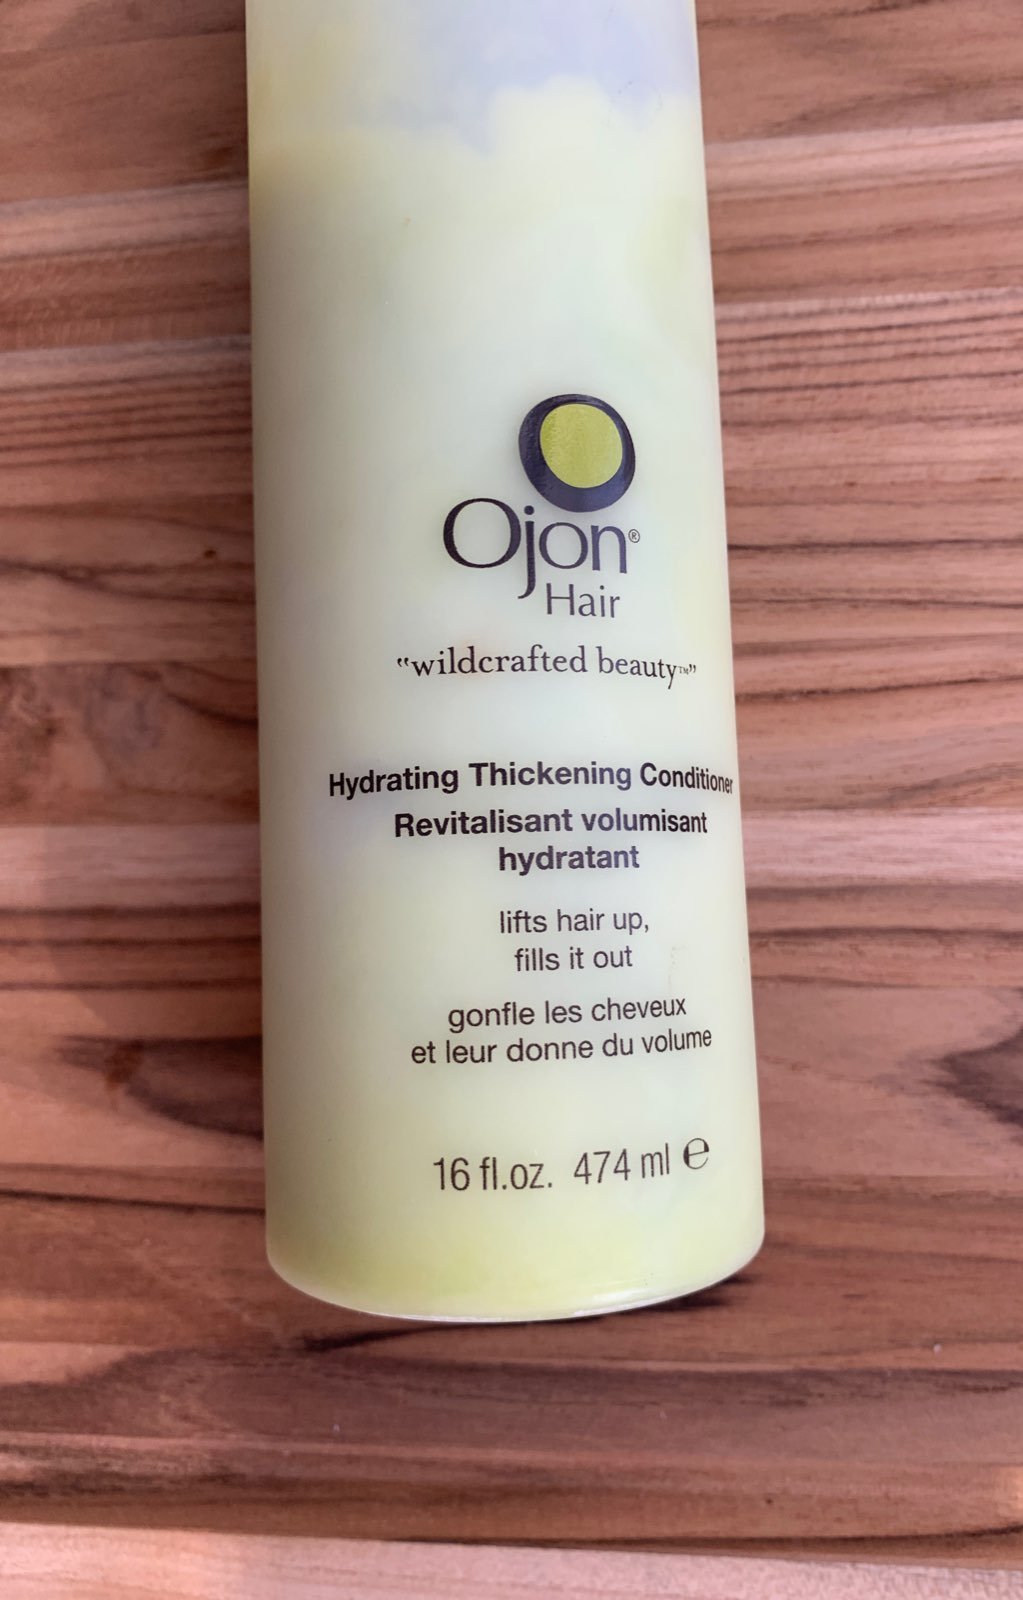 Ojon®
Hair
“wildcrafted beauty™”
Hydrating Thickening Conditioner
Revitalisant volumisant
hydratant
lifts hair up,
fills it out
gonfle les cheveux
et leur donne du volume
16 fl.oz. 474 ml ℮